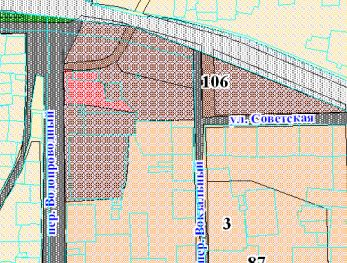 106
ул. Советская
пер. Водопроводный
пер. Вокзальный
3
87